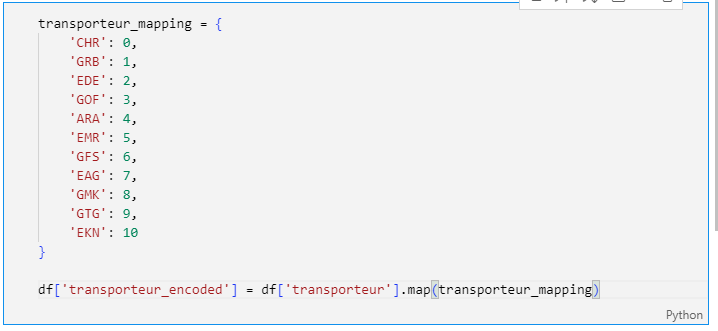 transporteur_mapping = {
    'CHR': 0,
    'GRB': 1,
    'EDE': 2,
    'GOF': 3,
    'ARA': 4,
    'EMR': 5,
    'GFS': 6,
    'EAG': 7,
    'GMK': 8,
    'GTG': 9,
    'EKN': 10
}
df['transporteur_encoded'] = df['transporteur'].map(transporteur_mapping)
Python